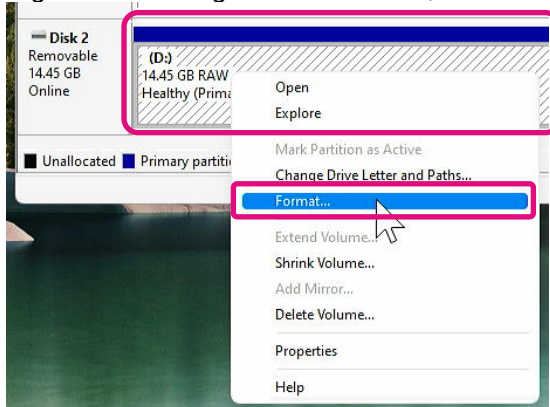 Disk 2
Removable
14.45 GB
Online
(D:)
14.45 GB RAW
Healthy (Prima
Unallocated
Primary partiti
Open
Explore
Mark Partition as Active
Change Drive Letter and Paths...
Format...
Extend Volume...
Shrink Volume...
Add Mirror...
Delete Volume...
Properties
Help